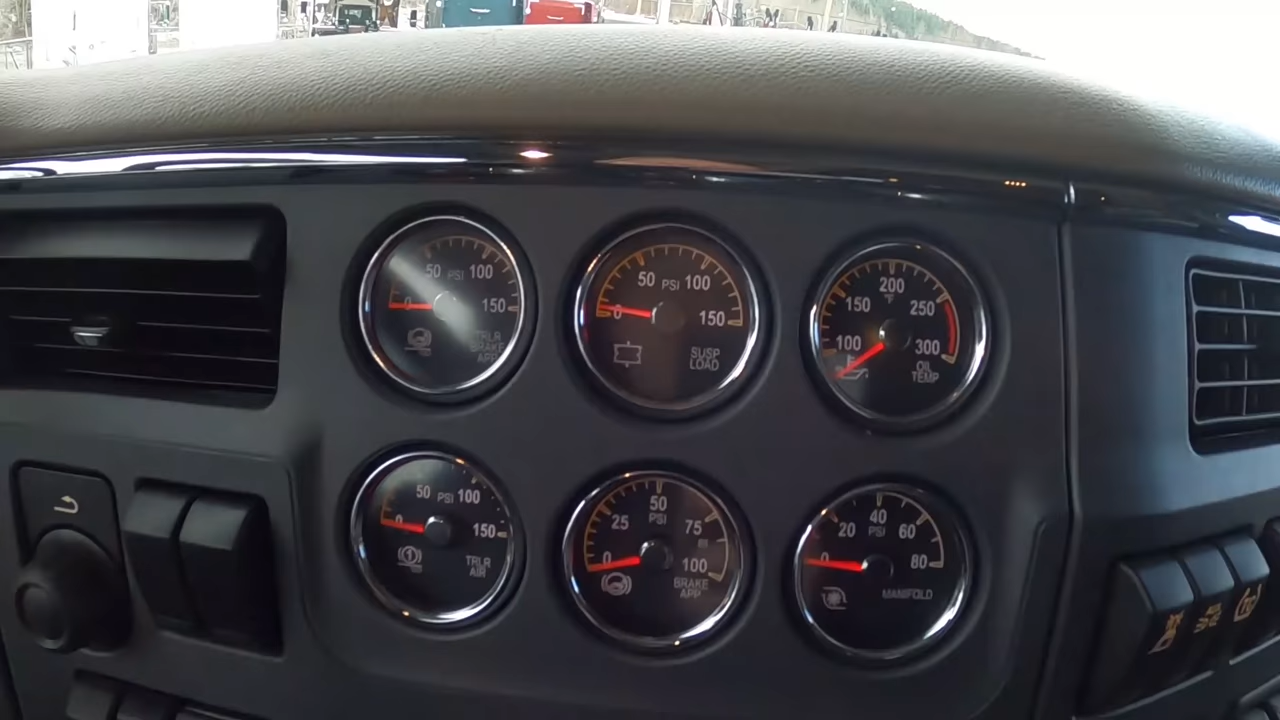 50 PSI 100
0 150
TRLR
BRAKE
APP
50 PSI 100
0 150
SUSP
LOAD
200
°F
150 250
100 300
OIL
TEMP
50 PSI 100
0 150
TRLR
AIR
50
PSI
25 75
0 100
BRAKE
APP
40
PSI
20 60
0 80
MANIFOLD